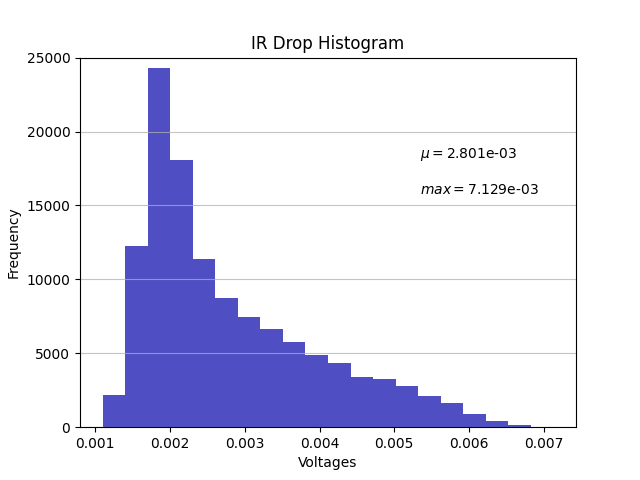 IR Drop Histogram
25000
20000
15000
10000
5000
0
Frequency
μ = 2.801e-03
max = 7.129e-03
0.001 0.002 0.003 0.004 0.005 0.006 0.007
Voltages